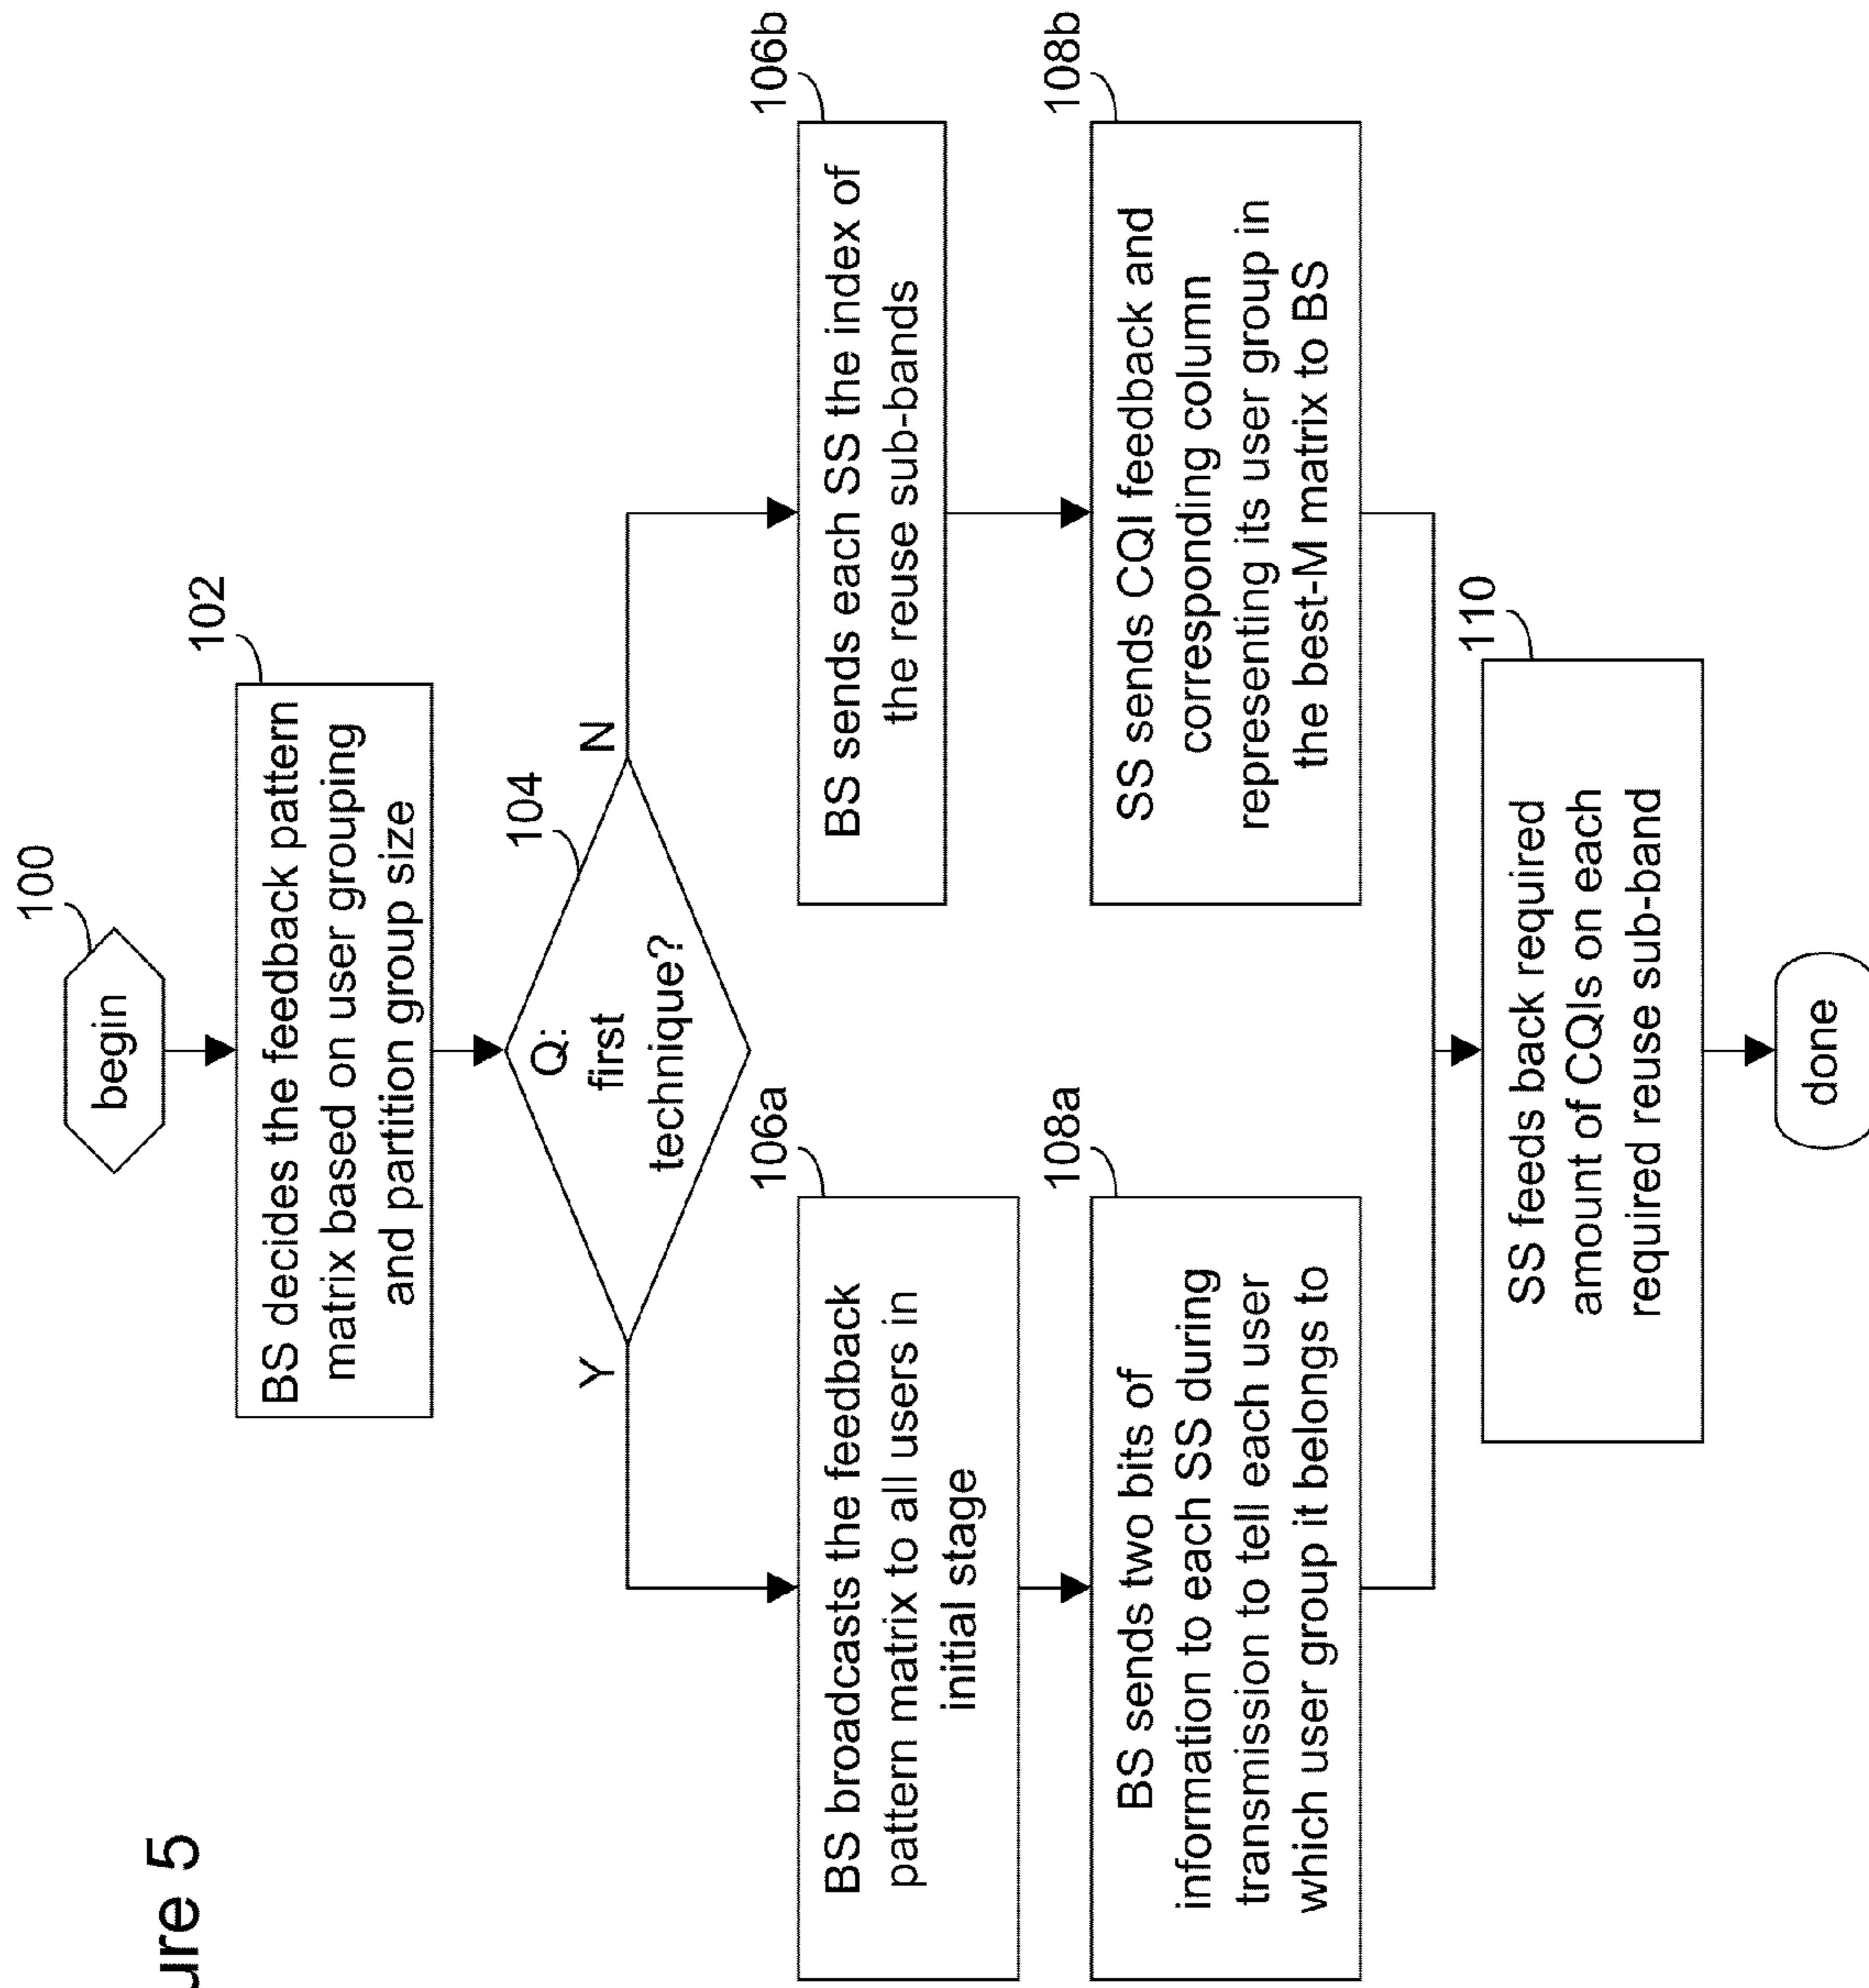 ure 5
100
begin
102
BS decides the feedback pattern
matrix based on user grouping
and partition group size
104
Q:
first
technique?
Y
N
106a
BS broadcasts the feedback
pattern matrix to all users in
initial stage
106b
BS sends each SS the index of
the reuse sub-bands
108a
BS sends two bits of
information to each SS during
transmission to tell each user
which user group it belongs to
108b
SS sends CQI feedback and
corresponding column
representing its user group in
the best-M matrix to BS
110
SS feeds back required
amount of CQIs on each
required reuse sub-band
done